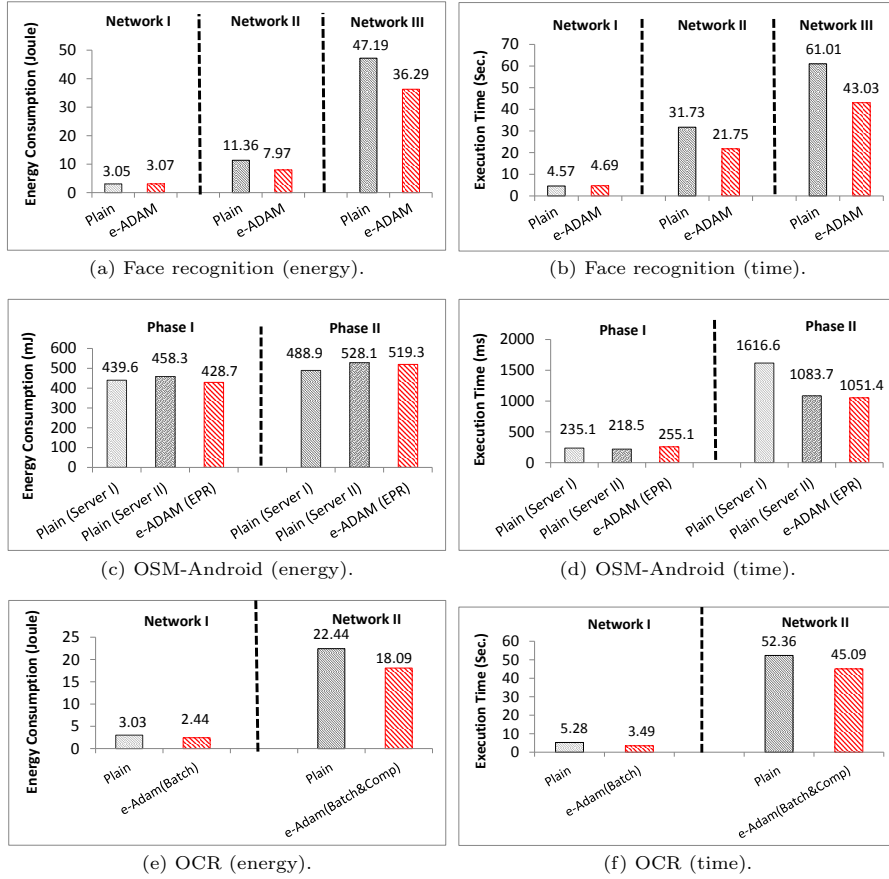 Network I Network II Network III
Energy Consumption (Joule)
50
40
30
20
10
0
3.05 3.07 11.36 7.97 47.19 36.29
Plain e-ADAM Plain e-ADAM Plain e-ADAM
(a) Face recognition (energy).
Network I Network II Network III
Execution Time (Sec.)
70
60
50
40
30
20
10
0
4.57 4.69 31.73 21.75 61.01 43.03
Plain e-ADAM Plain e-ADAM Plain e-ADAM
(b) Face recognition (time).
Phase I Phase II
Energy Consumption (mJ)
600
500
400
300
200
100
0
439.6 458.3 428.7 488.9 528.1 519.3
Plain (Server I) Plain (Server II) e-ADAM (EPR) Plain (Server I) Plain (Server II) e-ADAM (EPR)
(c) OSM-Android (energy).
Phase I Phase II
Execution Time (ms)
2000
1500
1000
500
0
235.1 218.5 255.1 1616.6 1083.7 1051.4
Plain (Server I) Plain (Server II) e-ADAM (EPR) Plain (Server I) Plain (Server II) e-ADAM (EPR)
(d) OSM-Android (time).
Network I Network II
Energy Consumption (Joule)
25
20
15
10
5
0
3.03 2.44 22.44 18.09
Plain e-Adam(Batch) Plain e-Adam(Batch&Comp)
(e) OCR (energy).
Network I Network II
Execution Time (Sec.)
60
50
40
30
20
10
0
5.28 3.49 52.36 45.09
Plain e-Adam(Batch) Plain e-Adam(Batch&Comp)
(f) OCR (time).